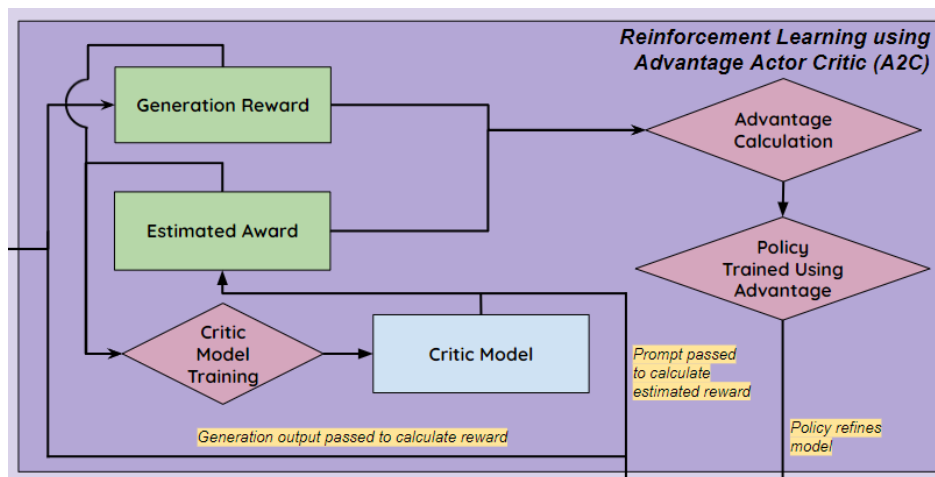 Reinforcement Learning using
Advantage Actor Critic (A2C)
Generation Reward
Advantage
Calculation
Estimated Award
Policy
Trained Using
Advantage
Critic
Model
Training
Critic Model
Prompt passed
to calculate
estimated reward
Generation output passed to calculate reward
Policy refines
model